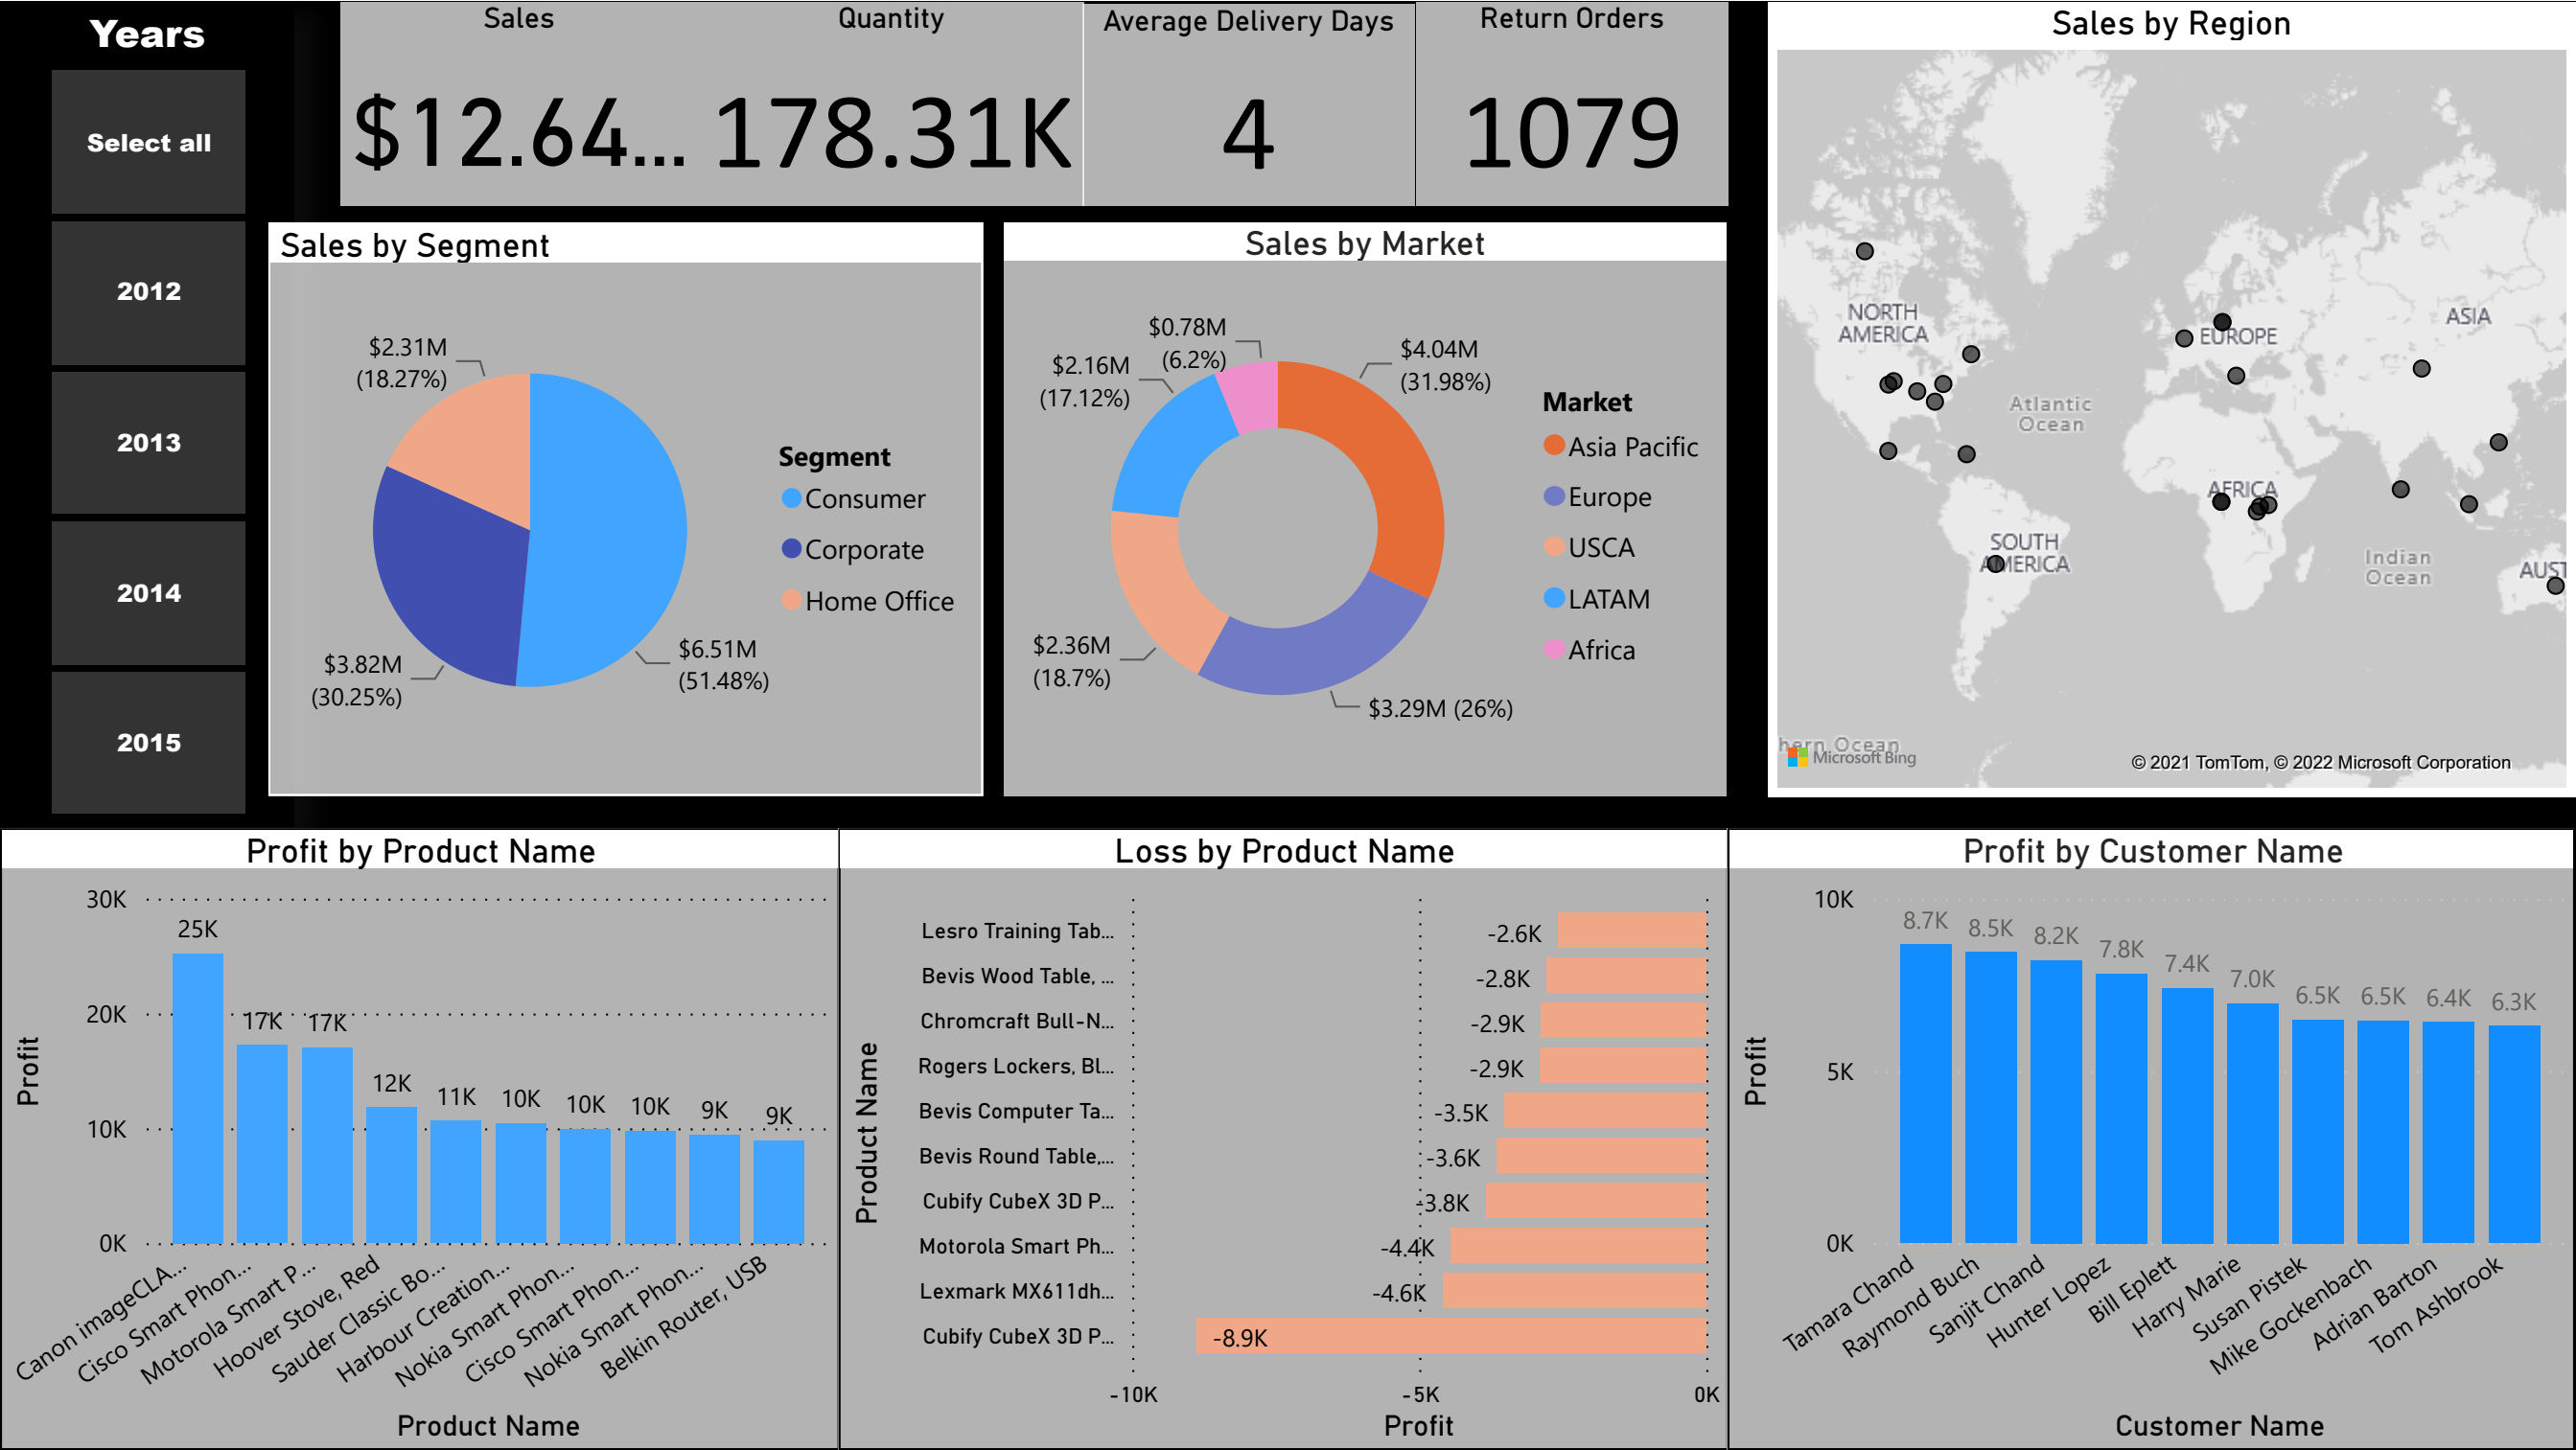 Years
Select all
2012
2013
2014
2015
Sales
$12.64...
Quantity
178.31K
Average Delivery Days
4
Return Orders
1079
Sales by Segment
$2.31M
(18.27%)
$3.82M
(30.25%)
$6.51M
(51.48%)
Segment
Consumer
Corporate
Home Office
Sales by Market
$0.78M
(6.2%)
$2.16M
(17.12%)
$4.04M
(31.98%)
$2.36M
(18.7%)
$3.29M (26%)
Market
Asia Pacific
Europe
USCA
LATAM
Africa
Sales by Region
NORTH
AMERICA
EUROPE
ASIA
Atlantic
Ocean
AFRICA
SOUTH
AMERICA
Indian
Ocean
AUST
hern Ocean
Microsoft Bing
© 2021 TomTom, © 2022 Microsoft Corporation
Profit by Product Name
Profit
30K
20K
10K
0K
25K
17K
17K
12K
11K
10K
10K
10K
9K
9K
Canon imageCLA...
Cisco Smart Phon...
Motorola Smart P...
Hoover Stove, Red
Sauder Classic Bo...
Harbour Creation...
Nokia Smart Phon...
Cisco Smart Phon...
Nokia Smart Phon...
Belkin Router, USB
Product Name
Loss by Product Name
Product Name
Lesro Training Tab...
-2.6K
Bevis Wood Table, ...
-2.8K
Chromcraft Bull-N...
-2.9K
Rogers Lockers, Bl...
-2.9K
Bevis Computer Ta...
-3.5K
Bevis Round Table,...
-3.6K
Cubify CubeX 3D P...
-3.8K
Motorola Smart Ph...
-4.4K
Lexmark MX611dh...
-4.6K
Cubify CubeX 3D P...
-8.9K
-10K
-5K
0K
Profit
Profit by Customer Name
Profit
10K
5K
0K
8.7K
8.5K
8.2K
7.8K
7.4K
7.0K
6.5K
6.5K
6.4K
6.3K
Tamara Chand
Raymond Buch
Sanjit Chand
Hunter Lopez
Bill Eplett
Harry Marie
Susan Pistek
Mike Gockenbach
Adrian Barton
Tom Ashbrook
Customer Name